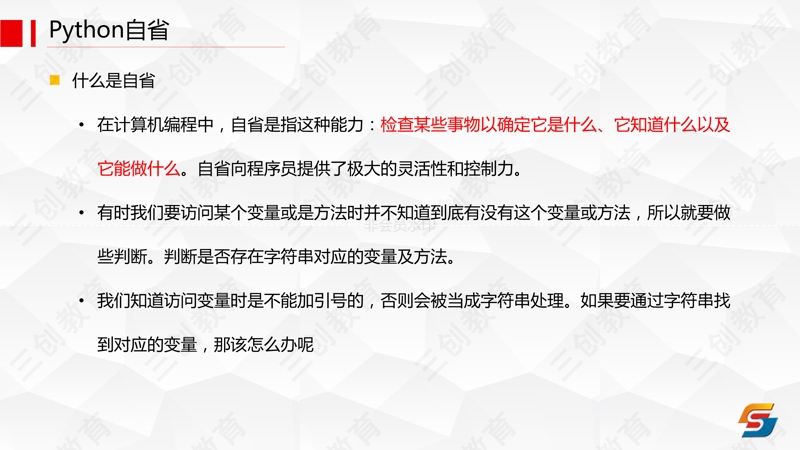 Python自省
什么是自省
• 在计算机编程中，自省是指这种能力：检查某些事物以确定它是什么、它知道什么以及
它能做什么。自省向程序员提供了极大的灵活性和控制力。
• 有时我们要访问某个变量或是方法时并不知道到底有没有这个变量或方法，所以就要做
些判断。判断是否存在字符串对应的变量及方法。
• 我们知道访问变量时是不能加引号的，否则会被当成字符串处理。如果要通过字符串找
到对应的变量，那该怎么办呢
三创教育
非会员水印